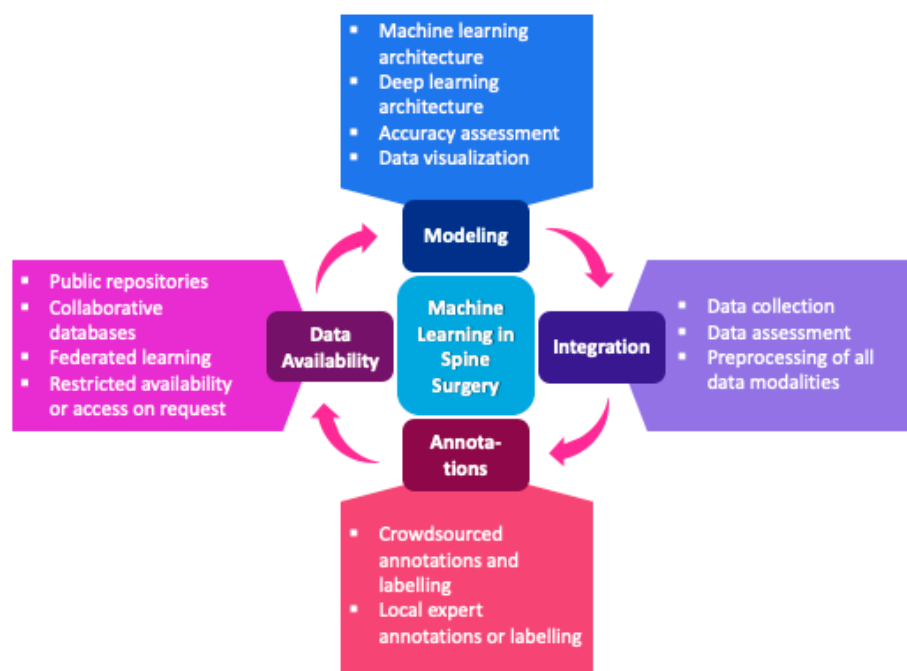 ▪ Machine learning
architecture
▪ Deep learning
architecture
▪ Accuracy assessment
▪ Data visualization
Modeling
▪ Public repositories
▪ Collaborative
databases
▪ Federated learning
▪ Restricted availability
or access on request
Data
Availability
Machine
Learning in
Spine
Surgery
Integration
▪ Data collection
▪ Data assessment
▪ Preprocessing of all
data modalities
Annota-
tions
▪ Crowdsourced
annotations and
labelling
▪ Local expert
annotations or labelling